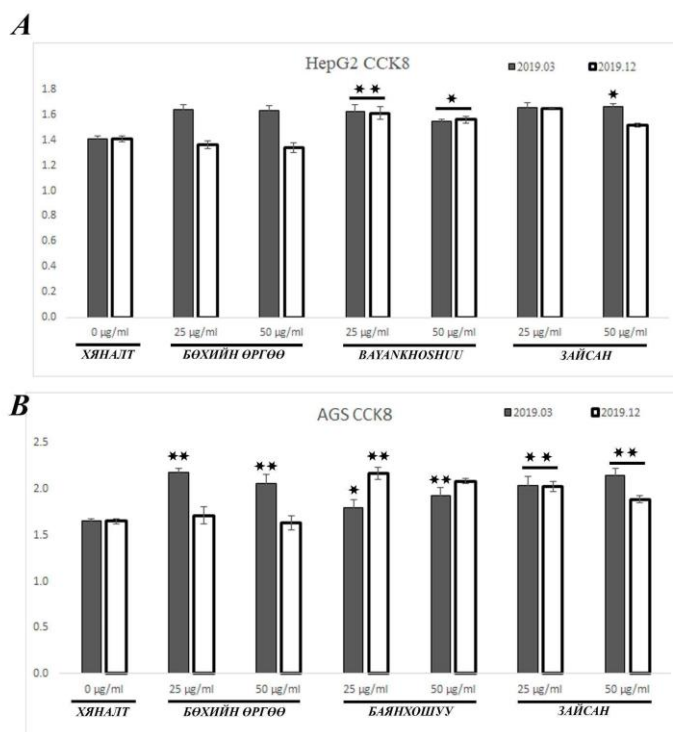 A
HepG2 CCK8
2019.03 2019.12
1.8
1.6
1.4
1.2
1.0
0.8
0.6
0.4
0.2
0.0
** * *
0 µg/ml 25 µg/ml 50 µg/ml 25 µg/ml 50 µg/ml 25 µg/ml 50 µg/ml
ХЯНАЛТ БӨХИЙН ӨРГӨӨ BAYANKHOSHUU ЗАЙСАН
B
AGS CCK8
2019.03 2019.12
2.5
2.0
1.5
1.0
0.5
0.0
** ** * ** ** ** **
0 µg/ml 25 µg/ml 50 µg/ml 25 µg/ml 50 µg/ml 25 µg/ml 50 µg/ml
ХЯНАЛТ БӨХИЙН ӨРГӨӨ БАЯНХОШУУ ЗАЙСАН